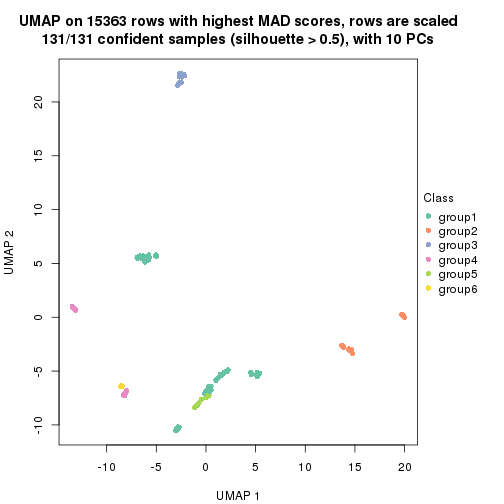 UMAP on 15363 rows with highest MAD scores, rows are scaled
131/131 confident samples (silhouette > 0.5), with 10 PCs
20
15
10
5
0
-5
-10
UMAP 2
-10
-5
0
5
10
15
20
UMAP 1
Class
group1
group2
group3
group4
group5
group6